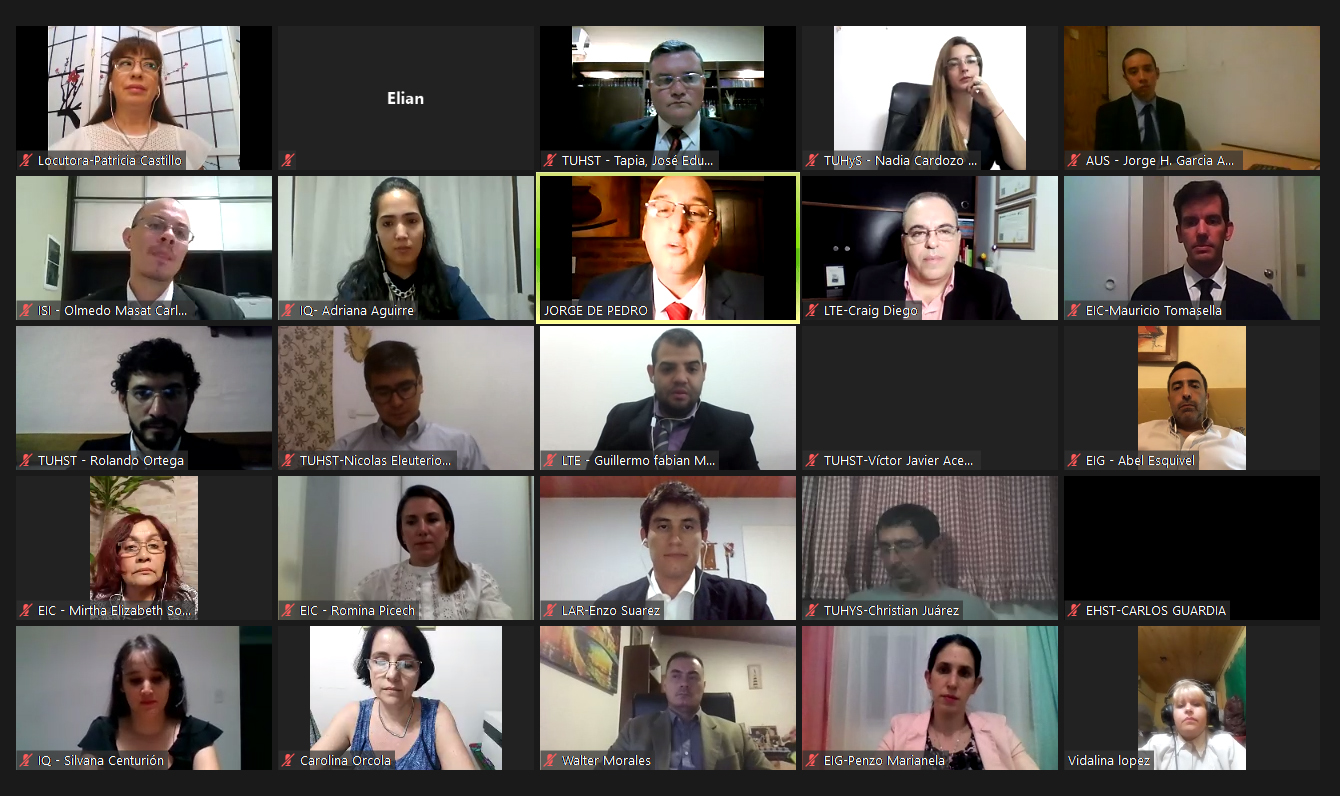 Locutora-Patricia Castillo
Elian
TUHST - Tapia, José Edu...
TUHyS - Nadia Cardozo ...
AUS - Jorge H. Garcia A...
ISI - Olmedo Masat Carl...
IQ- Adriana Aguirre
JORGE DE PEDRO
LTE-Craig Diego
EIC-Mauricio Tomasella
TUHST - Rolando Ortega
TUHST-Nicolas Eleuterio...
LTE - Guillermo fabian M...
TUHST-Víctor Javier Ace...
EIG - Abel Esquivel
EIC - Mirtha Elizabeth So...
EIC - Romina Picech
LAR-Enzo Suarez
TUHYS-Christian Juárez
EHST-CARLOS GUARDIA
IQ - Silvana Centurión
Carolina Orcola
Walter Morales
EIG-Penzo Marianela
Vidalina lopez